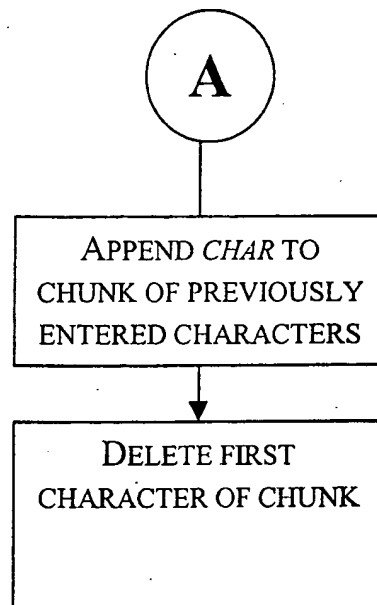 A
APPEND CHAR TO
CHUNK OF PREVIOUSLY
ENTERED CHARACTERS
DELETE FIRST
CHARACTER OF CHUNK